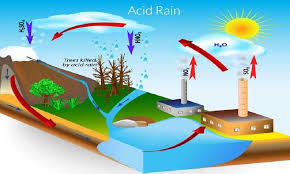 Acid Rain
H₂SO₄
HNO₃
H₂O
Trees killed
by acid rain
SO₂